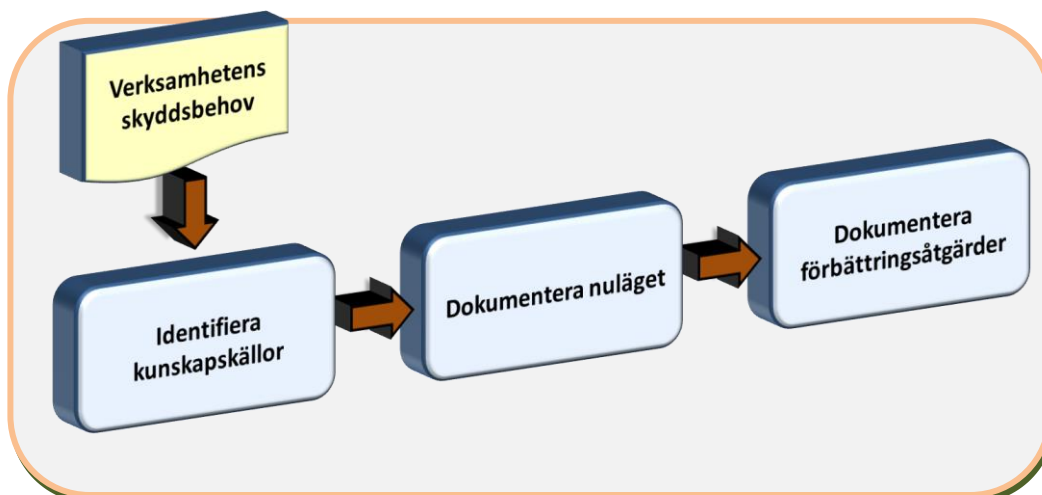 Verksamhetens
skyddsbehov
Identifiera
kunskapskällor
Dokumentera nuläget
Dokumentera
förbättringsåtgärder